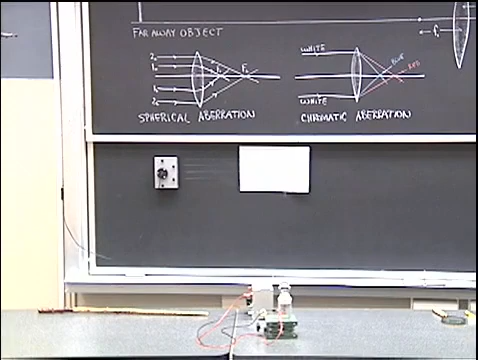 FAR AWAY OBJECT
WHITE
BLUE
RED
WHITE
SPHERICAL ABERRATION
CHROMATIC ABERRATION